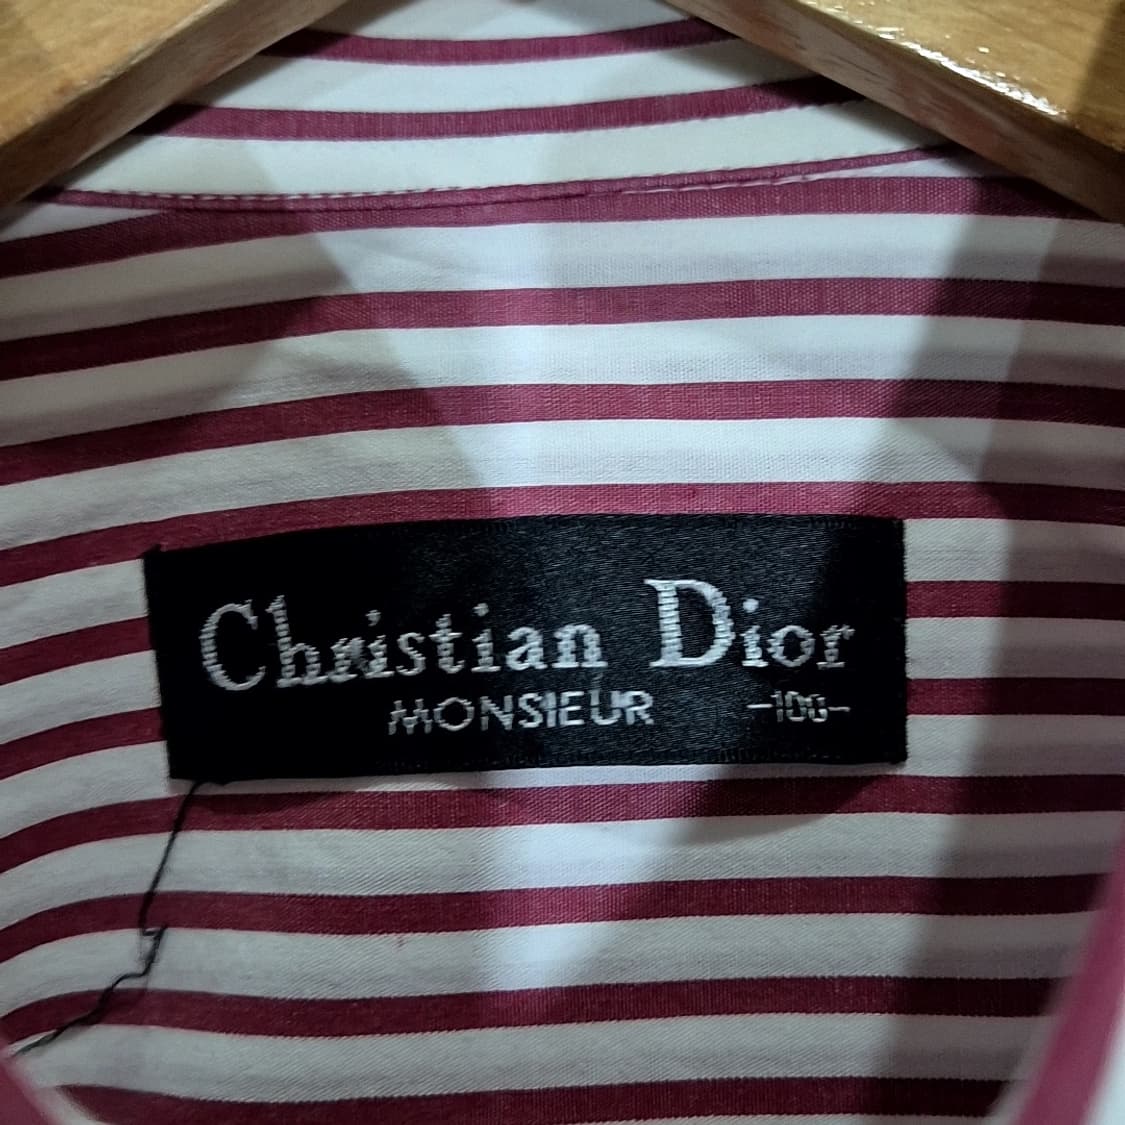 Christian Dior
MONSIEUR -100-